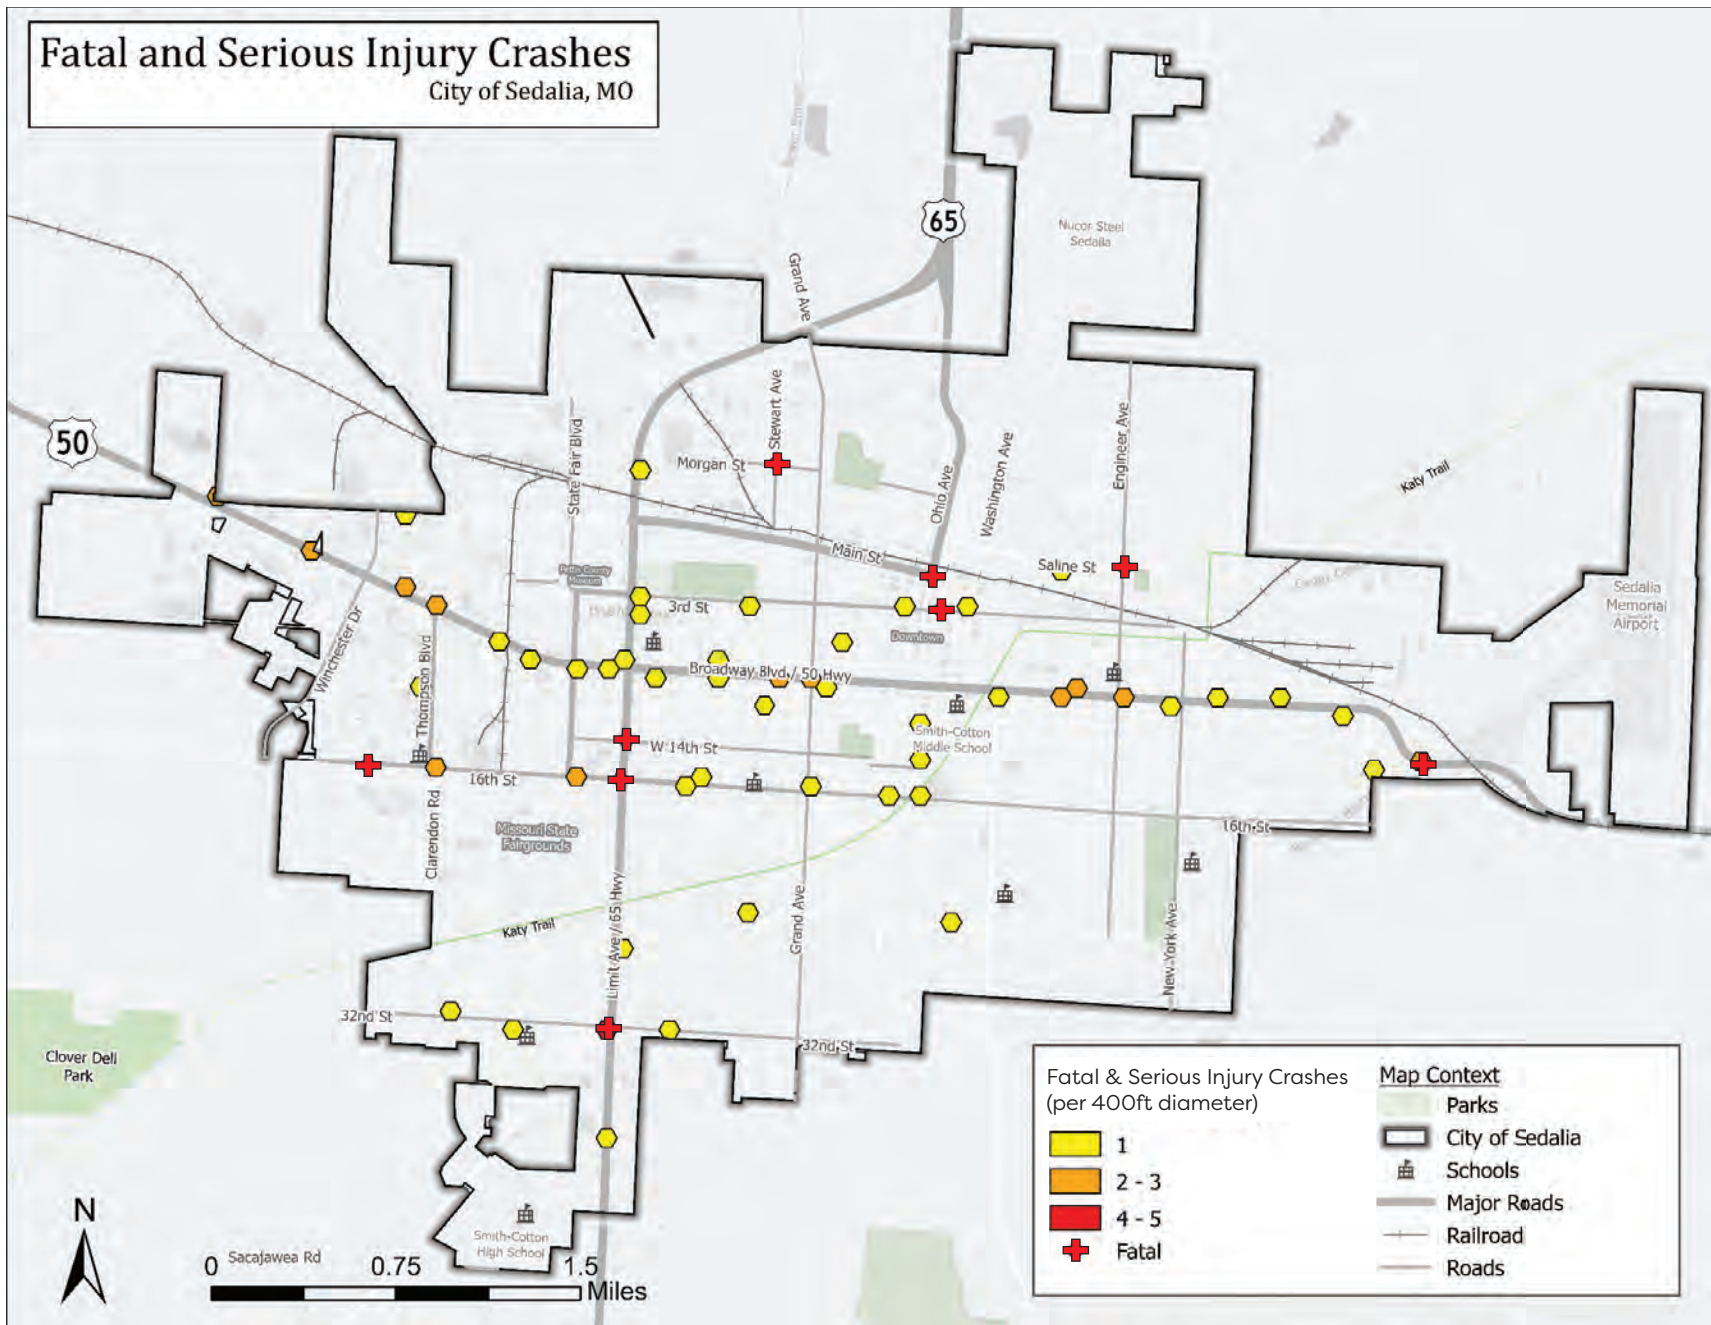 Fatal and Serious Injury Crashes
City of Sedalia, MO
65
Nucor Steel
Sedalia
Grand Ave
50
State Fair Blvd
Stewart Ave
Morgan St
Ohio Ave
Washington Ave
Engineer Ave
Katy Trail
Main St
Saline St
Pettis County
Museum
3rd St
Downtown
Sedalia
Memorial
Airport
Winchester Dr
Thompson Blvd
Broadway Blvd / 50 Hwy
Smith-Cotton
Middle School
W 14th St
16th St
16th St
Clarendon Rd
Missouri State
Fairgrounds
Limit Ave / 65 Hwy
Grand Ave
Katy Trail
New York Ave
32nd St
32nd St
Clover Dell
Park
Smith-Cotton
High School
N
Sacajawea Rd
0 0.75 1.5
Miles
Fatal & Serious Injury Crashes
(per 400ft diameter)
1
2 - 3
4 - 5
Fatal
Map Context
Parks
City of Sedalia
Schools
Major Roads
Railroad
Roads